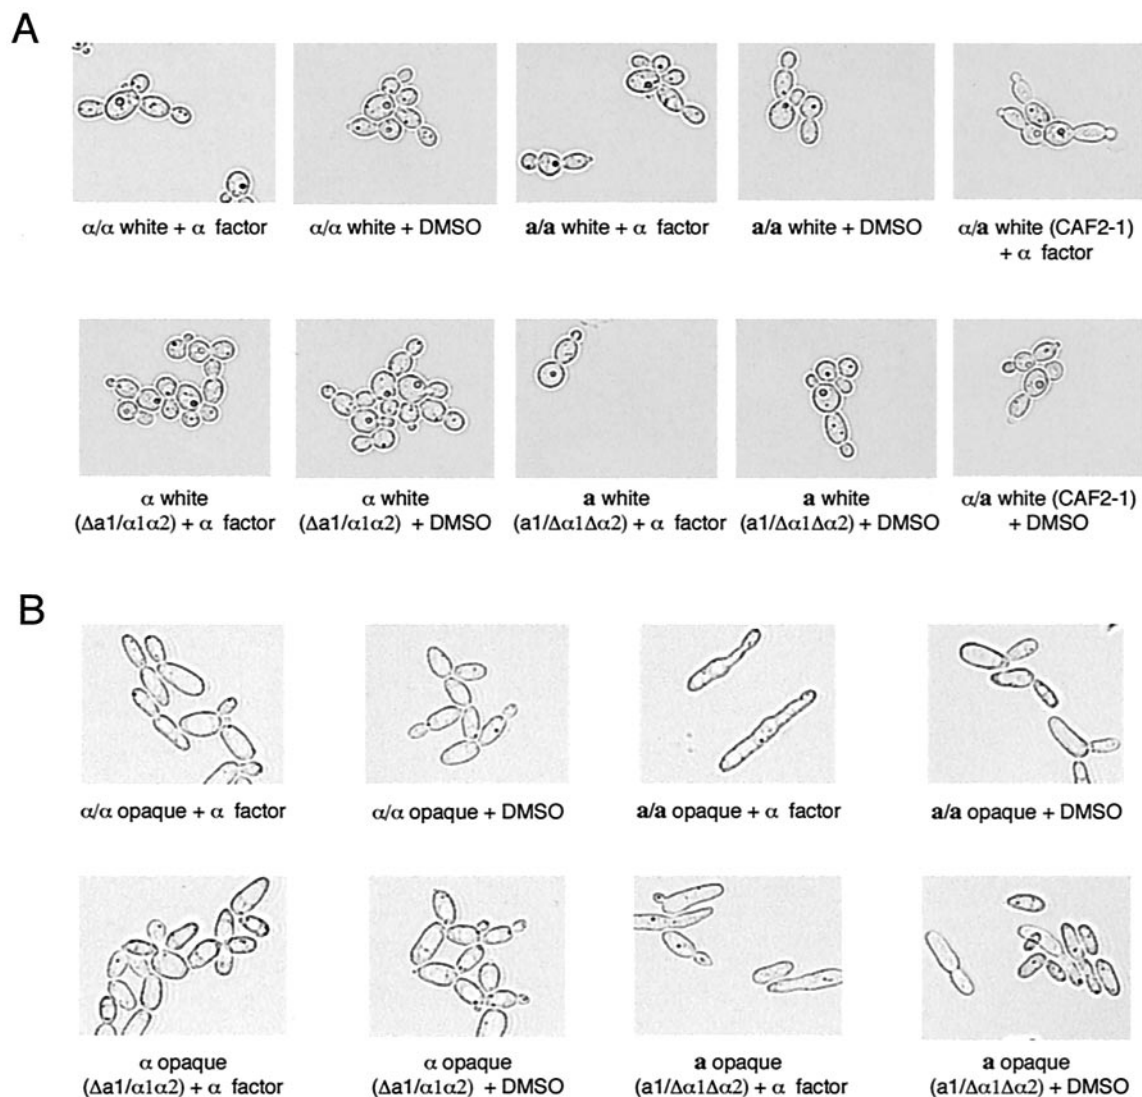 A
α/α white + α factor
α/α white + DMSO
a/a white + α factor
a/a white + DMSO
α/a white (CAF2-1)
+ α factor
α white
(Δa1/α1α2) + α factor
α white
(Δa1/α1α2) + DMSO
a white
(a1/Δα1Δα2) + α factor
a white
(a1/Δα1Δα2) + DMSO
α/a white (CAF2-1)
+ DMSO
B
α/α opaque + α factor
α/α opaque + DMSO
a/a opaque + α factor
a/a opaque + DMSO
α opaque
(Δa1/α1α2) + α factor
α opaque
(Δa1/α1α2) + DMSO
a opaque
(a1/Δα1Δα2) + α factor
a opaque
(a1/Δα1Δα2) + DMSO